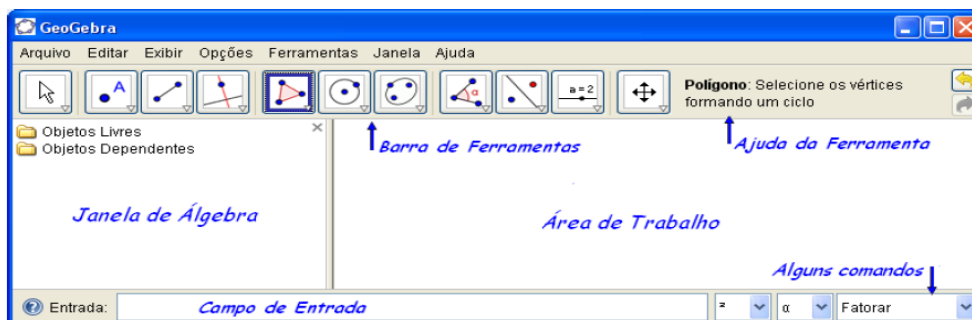 GeoGebra
Arquivo Editar Exibir Opções Ferramentas Janela Ajuda
A
α
a = 2
Polígono: Selecione os vértices
formando um ciclo
Objetos Livres
Objetos Dependentes
Barra de Ferramentas
Ajuda da Ferramenta
Janela de Álgebra
Área de Trabalho
Alguns comandos
Entrada:
Campo de Entrada
²
α
Fatorar